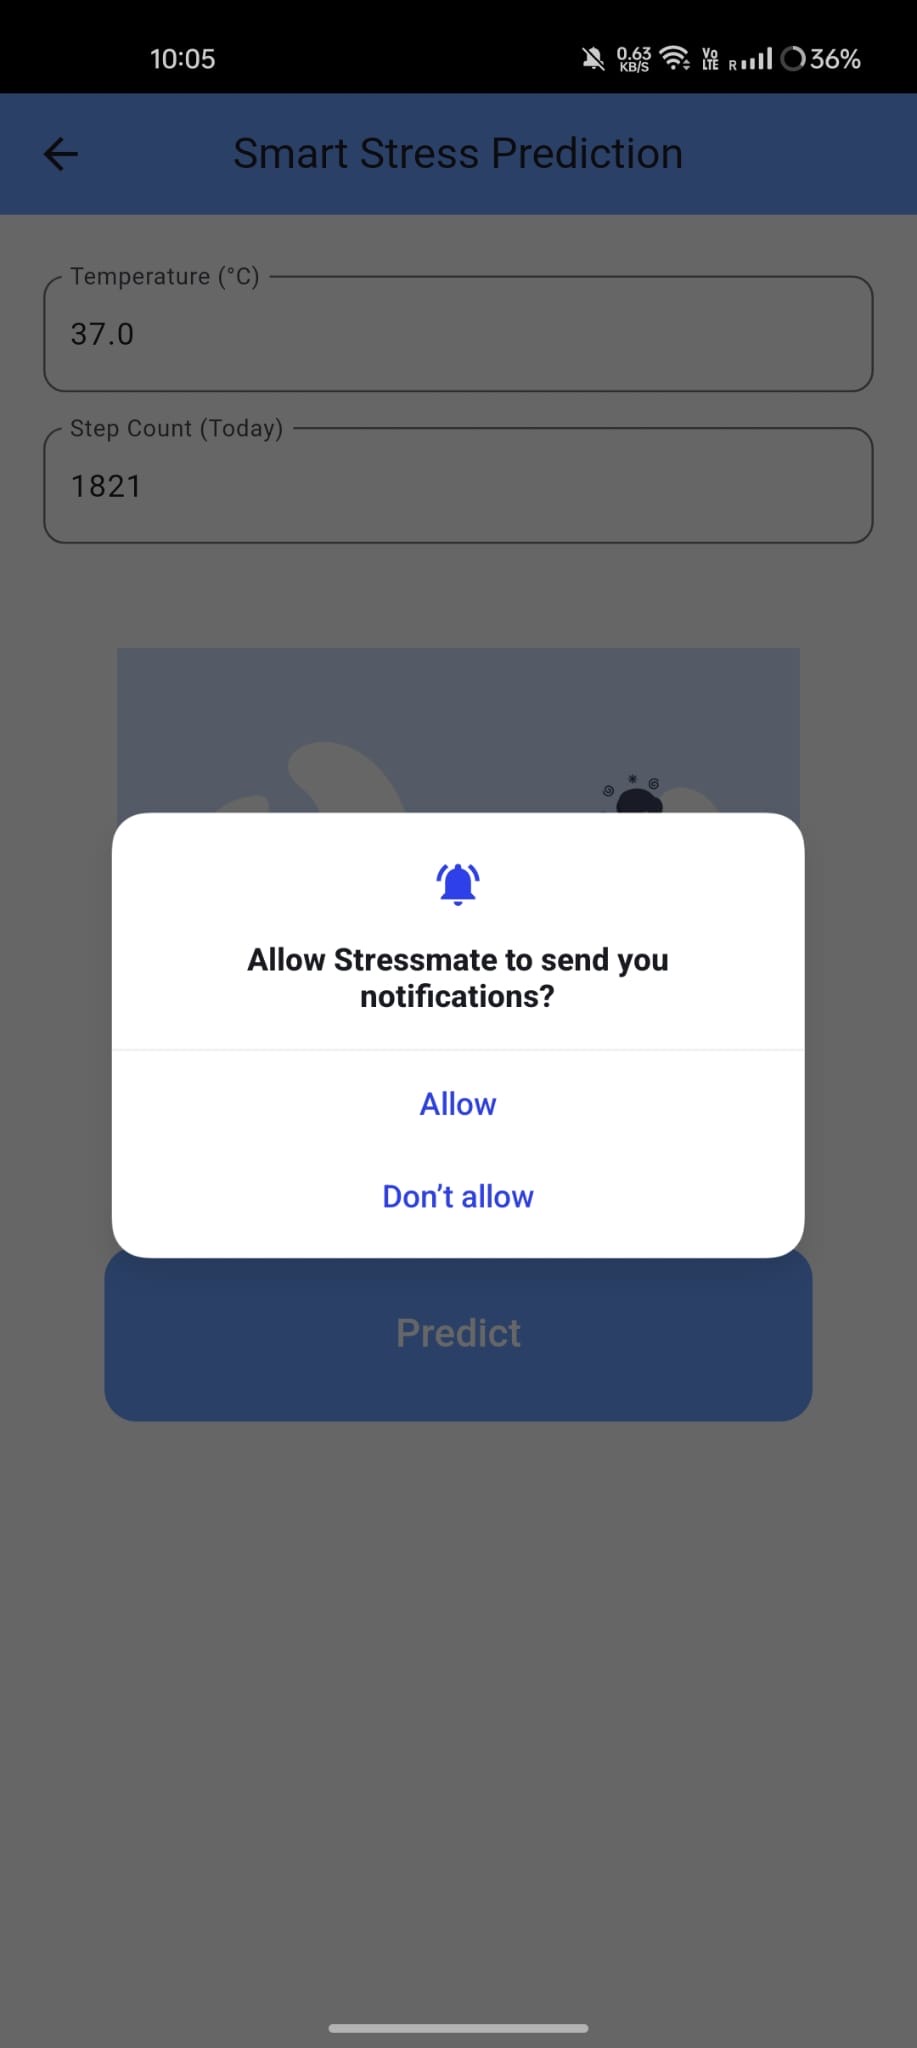 10:05
0.63 KB/S Vo LTE R 36%
Smart Stress Prediction
Temperature (°C)
37.0
Step Count (Today)
1821
Allow Stressmate to send you
notifications?
Allow
Don’t allow
Predict